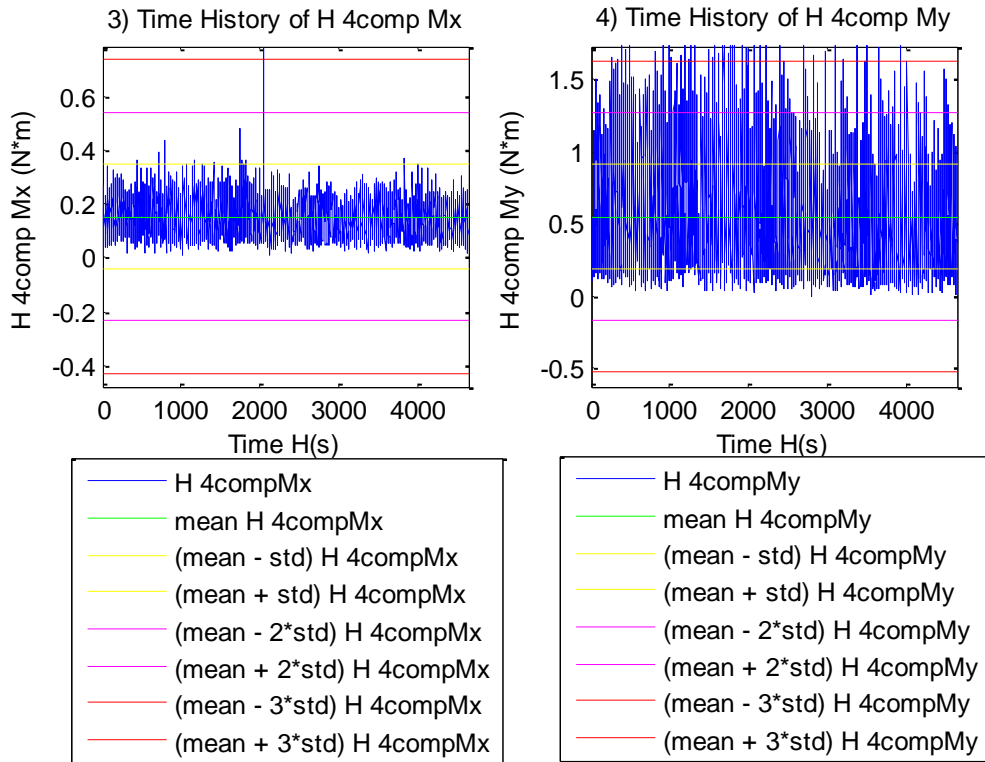 3) Time History of H 4comp Mx
H 4comp Mx (N*m)
0.6
0.4
0.2
0
-0.2
-0.4
0 1000 2000 3000 4000
Time H(s)
H 4compMx
mean H 4compMx
(mean - std) H 4compMx
(mean + std) H 4compMx
(mean - 2*std) H 4compMx
(mean + 2*std) H 4compMx
(mean - 3*std) H 4compMx
(mean + 3*std) H 4compMx
4) Time History of H 4comp My
H 4comp My (N*m)
1.5
1
0.5
0
-0.5
0 1000 2000 3000 4000
Time H(s)
H 4compMy
mean H 4compMy
(mean - std) H 4compMy
(mean + std) H 4compMy
(mean - 2*std) H 4compMy
(mean + 2*std) H 4compMy
(mean - 3*std) H 4compMy
(mean + 3*std) H 4compMy